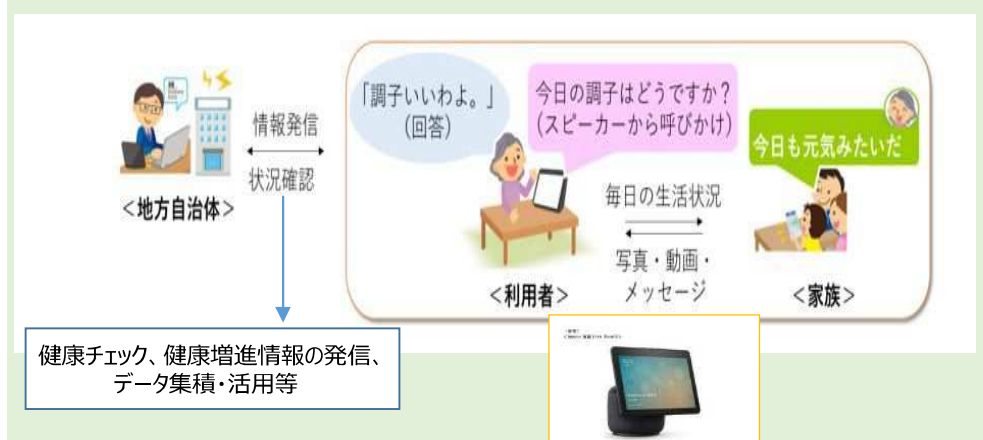 「調子いいわよ。」
(回答)
今日の調子はどうですか？
(スピーカーから呼びかけ)
今日も元気みたいだ
情報発信
状況確認
＜地方自治体＞
毎日の生活状況
写真・動画・
メッセージ
＜利用者＞
＜家族＞
健康チェック、健康増進情報の発信、
データ集積・活用等